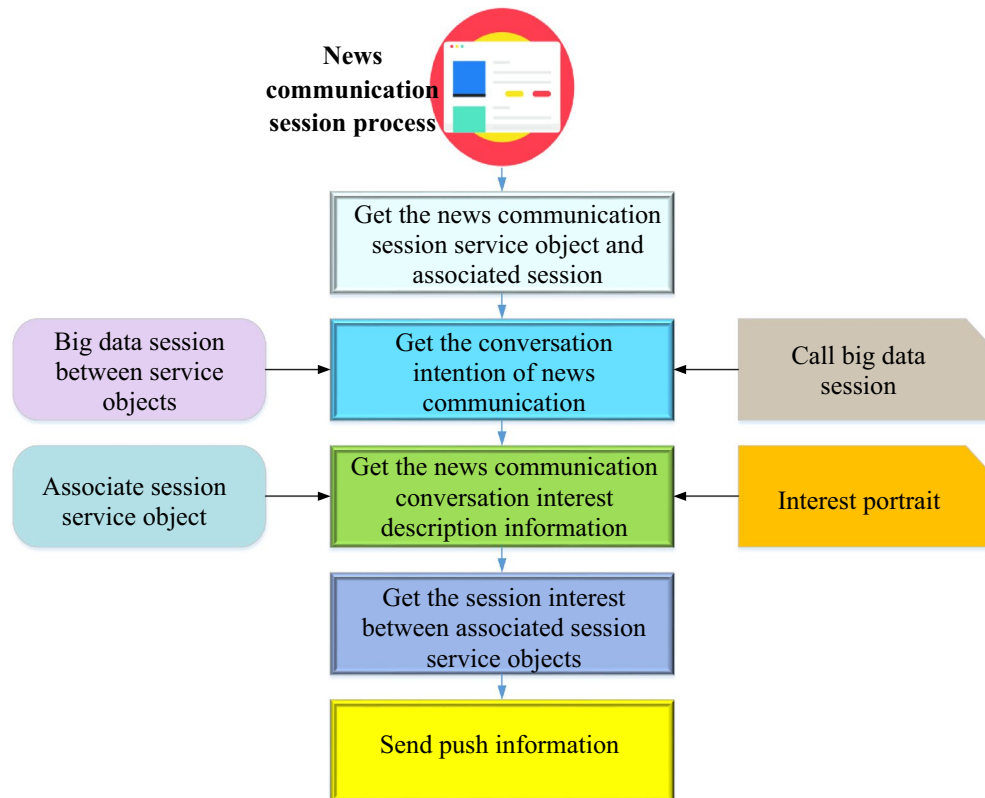 News
communication
session process
Get the news communication
session service object and
associated session
Big data session
between service
objects
Get the conversation
intention of news
communication
Call big data
session
Associate session
service object
Get the news communication
conversation interest
description information
Interest portrait
Get the session interest
between associated session
service objects
Send push information